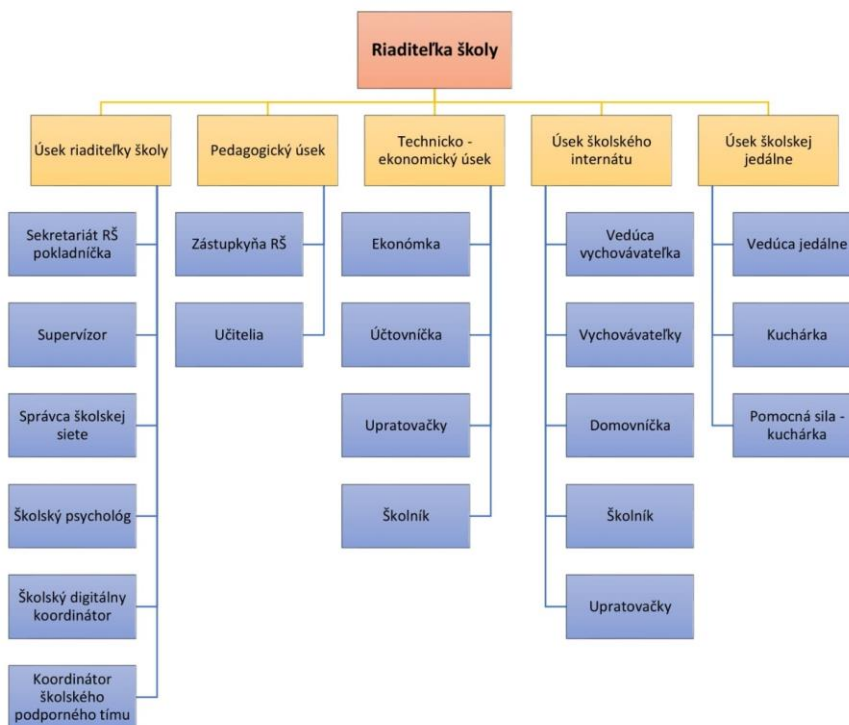 Riaditeľka školy
Úsek riaditeľky školy
Pedagogický úsek
Technicko -
ekonomický úsek
Úsek školského
internátu
Úsek školskej
jedálne
Sekretariát RŠ
pokladníčka
Supervízor
Správca školskej
siete
Školský psychológ
Školský digitálny
koordinátor
Koordinátor
školského
podporného tímu
Zástupkyňa RŠ
Učitelia
Ekonómka
Účtovníčka
Upratovačky
Školník
Vedúca
vychovávateľka
Vychovávateľky
Domovníčka
Školník
Upratovačky
Vedúca jedálne
Kuchárka
Pomocná sila -
kuchárka